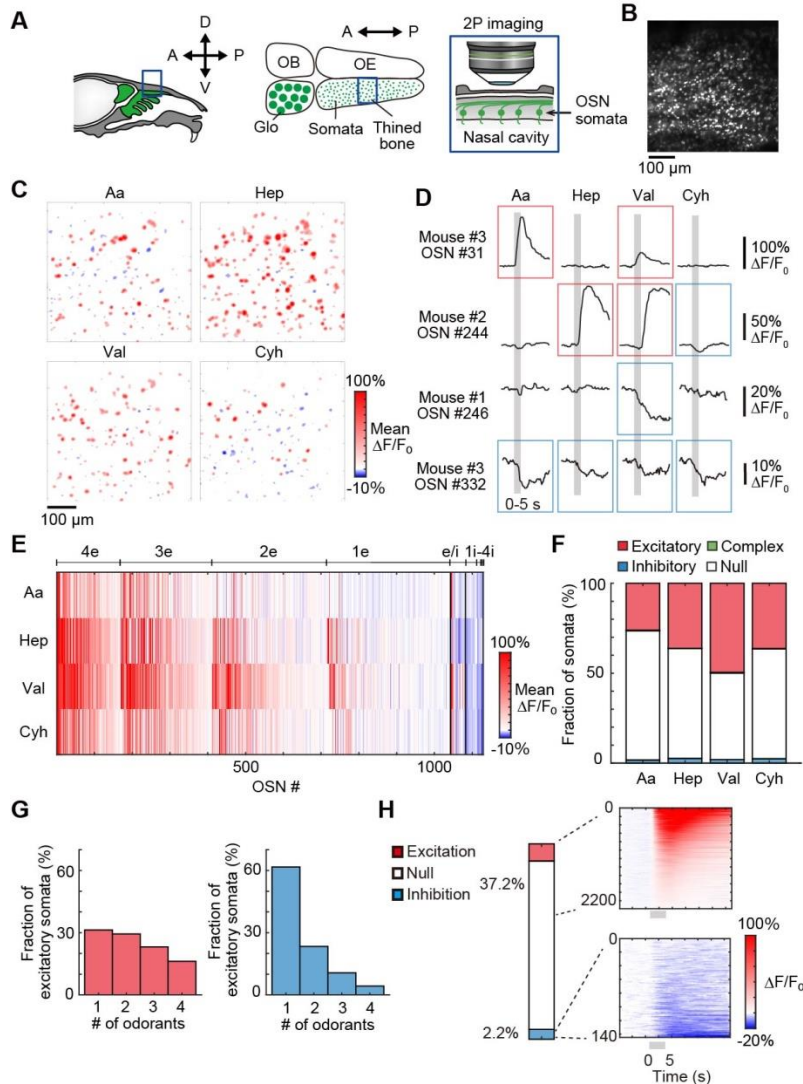 A
D
A
P
V
A
P
OB
OE
Glo
Somata
Thined
bone
2P imaging
OSN
somata
Nasal cavity
B
100 μm
C
Aa
Hep
Val
Cyh
100%
Mean
ΔF/F0
-10%
100 μm
D
Aa
Hep
Val
Cyh
Mouse #3
OSN #31
100%
ΔF/F0
Mouse #2
OSN #244
50%
ΔF/F0
Mouse #1
OSN #246
20%
ΔF/F0
Mouse #3
OSN #332
10%
ΔF/F0
0-5 s
E
4e
3e
2e
1e
e/i
1i-4i
Aa
Hep
Val
Cyh
500
1000
OSN #
100%
Mean
ΔF/F0
-10%
F
Excitatory
Complex
Inhibitory
Null
Fraction of somata (%)
100
50
0
Aa
Hep
Val
Cyh
G
Fraction of
excitatory somata (%)
60
30
0
1
2
3
4
# of odorants
Fraction of
excitatory somata (%)
60
30
0
1
2
3
4
# of odorants
H
Excitation
Null
Inhibition
37.2%
2.2%
0
2200
0
140
0
5
Time (s)
100%
ΔF/F0
-20%